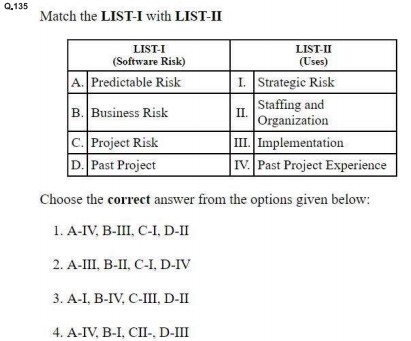 Q.135
Match the LIST-I with LIST-II
LIST-I LIST-II
(Software Risk) (Uses)
A. Predictable Risk I. Strategic Risk
B. Business Risk II. Staffing and
Organization
C. Project Risk III. Implementation
D. Past Project IV. Past Project Experience
Choose the correct answer from the options given below:
1. A-IV, B-III, C-I, D-II
2. A-III, B-II, C-I, D-IV
3. A-I, B-IV, C-III, D-II
4. A-IV, B-I, CII-, D-III